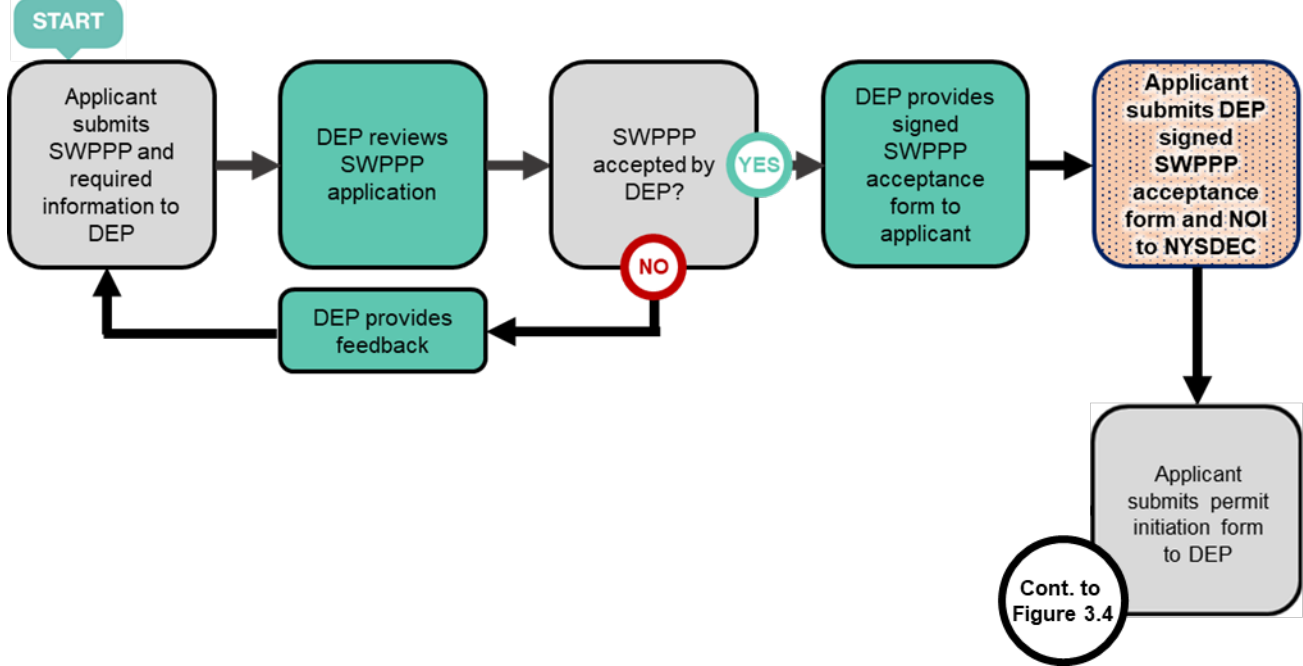 START
Applicant
submits
SWPPP and
required
information to
DEP
DEP reviews
SWPPP
application
SWPPP
accepted by
DEP?
YES
NO
DEP provides
feedback
DEP provides
signed
SWPPP
acceptance
form to
applicant
Applicant
submits DEP
signed
SWPPP
acceptance
form and NOI
to NYSDEC
Applicant
submits permit
initiation form
to DEP
Cont. to
Figure 3.4